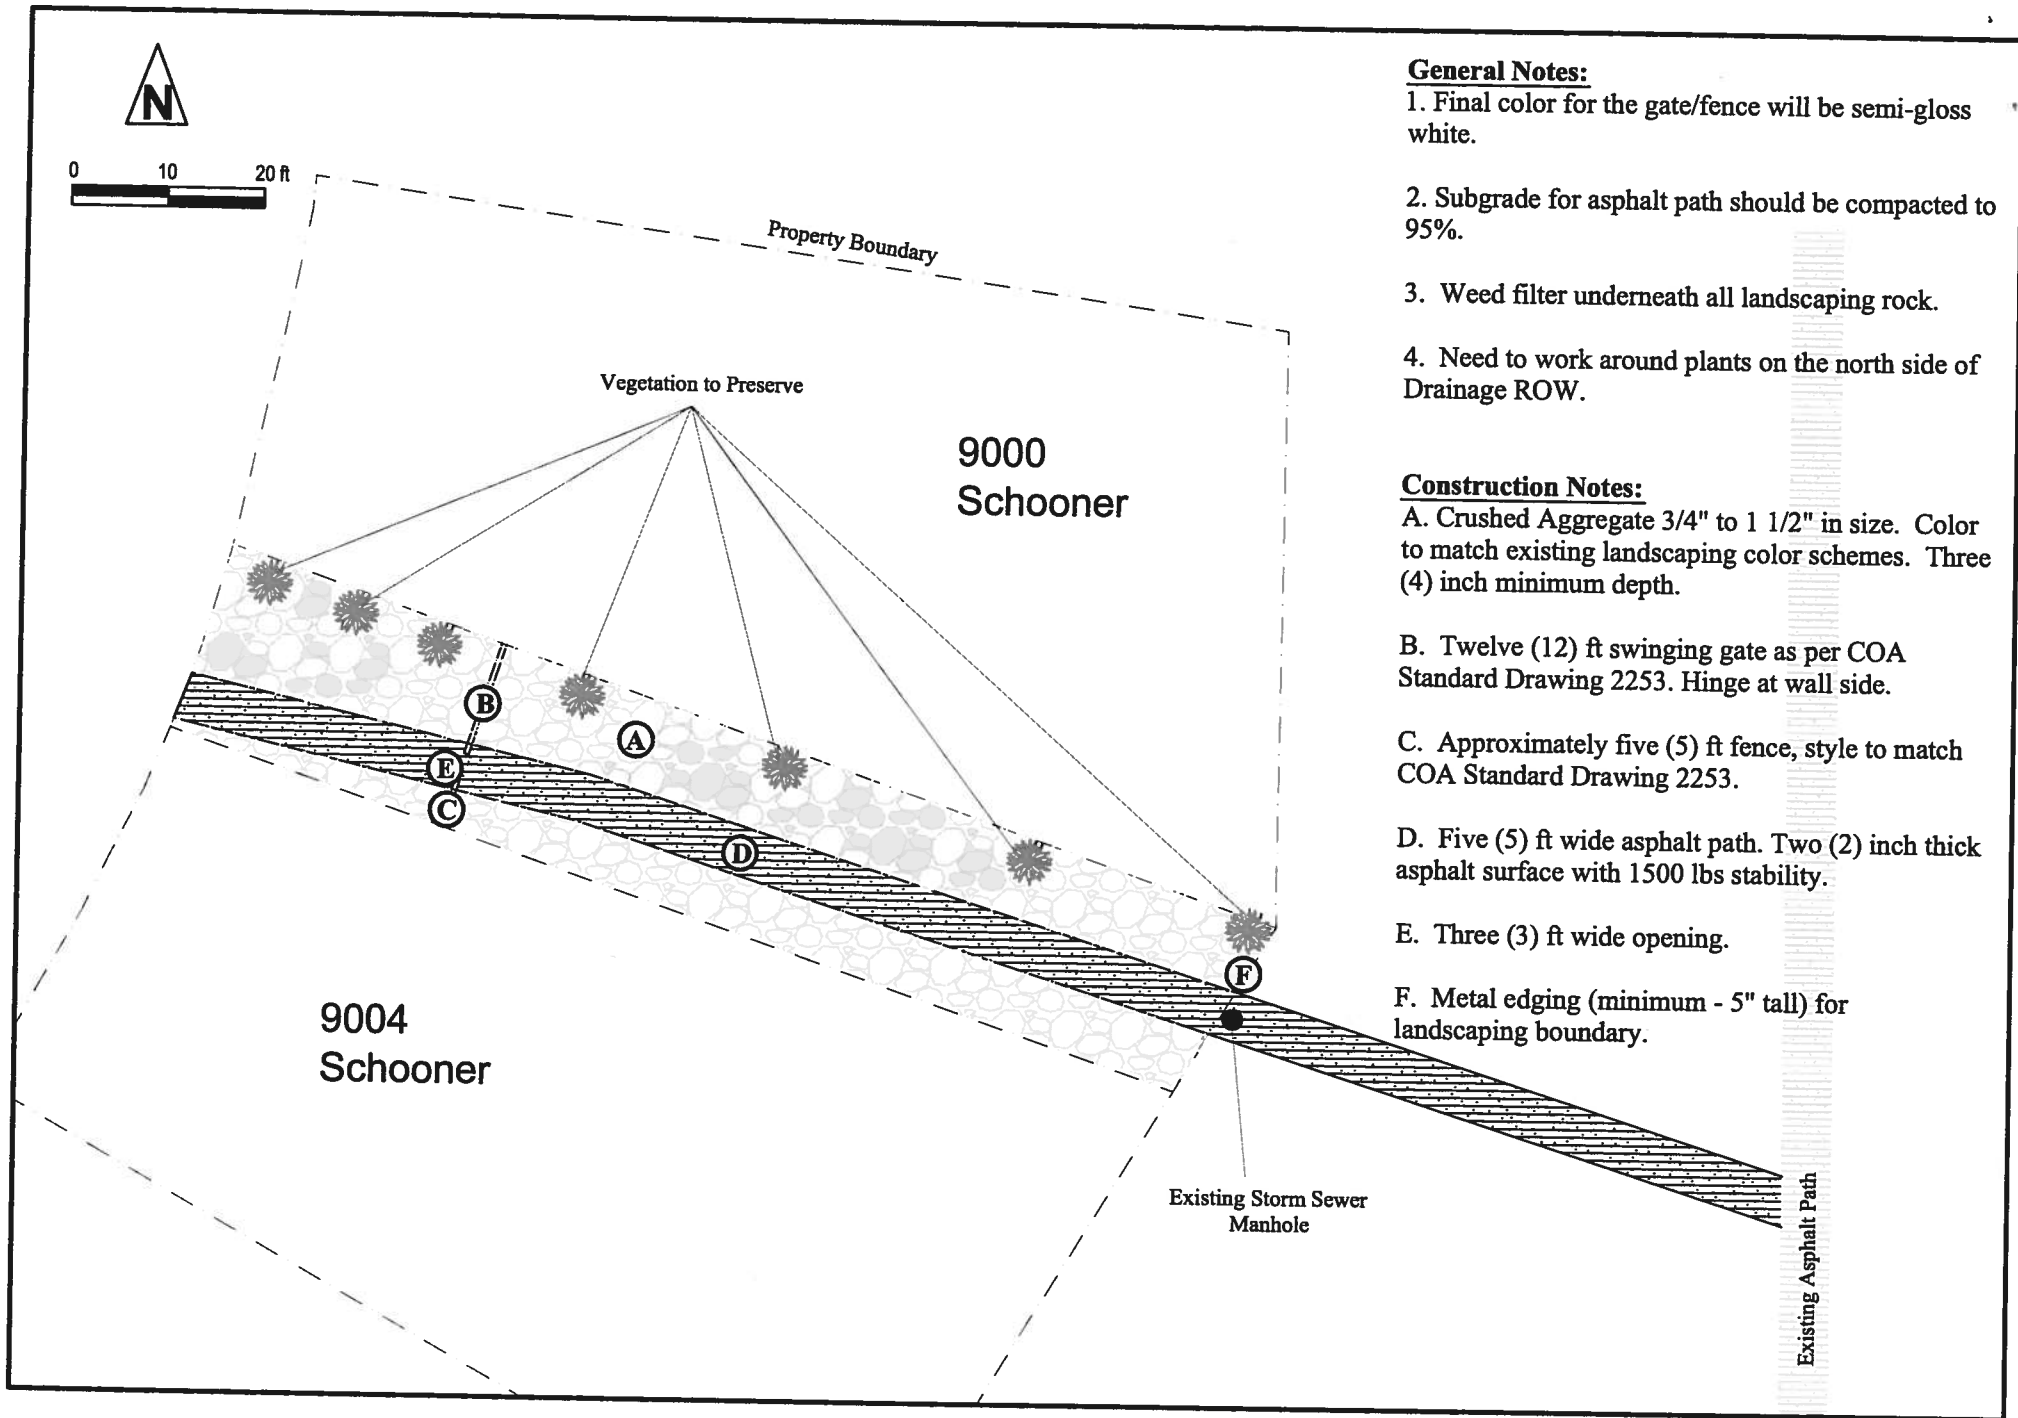 N
0 10 20 ft
Property Boundary
Vegetation to Preserve
9000
Schooner
B
A
E
C
D
F
9004
Schooner
Existing Storm Sewer
Manhole
Existing Asphalt Path
General Notes:
1. Final color for the gate/fence will be semi-gloss
white.
2. Subgrade for asphalt path should be compacted to
95%.
3. Weed filter underneath all landscaping rock.
4. Need to work around plants on the north side of
Drainage ROW.
Construction Notes:
A. Crushed Aggregate 3/4" to 1 1/2" in size. Color
to match existing landscaping color schemes. Three
(4) inch minimum depth.
B. Twelve (12) ft swinging gate as per COA
Standard Drawing 2253. Hinge at wall side.
C. Approximately five (5) ft fence, style to match
COA Standard Drawing 2253.
D. Five (5) ft wide asphalt path. Two (2) inch thick
asphalt surface with 1500 lbs stability.
E. Three (3) ft wide opening.
F. Metal edging (minimum - 5" tall) for
landscaping boundary.